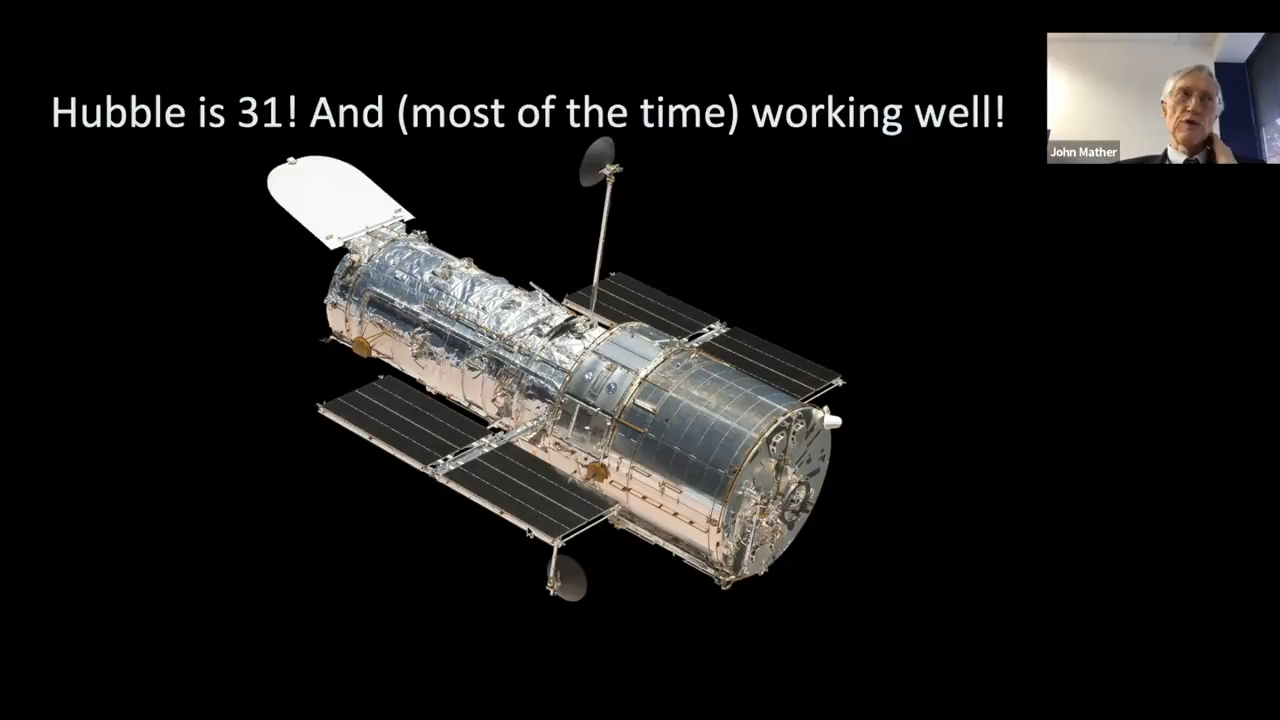 Hubble is 31! And (most of the time) working well!
John Mather